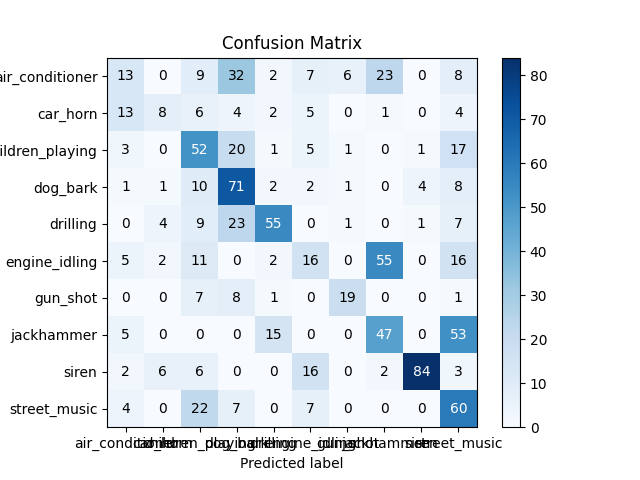 Confusion Matrix
air_conditioner 13 0 9 32 2 7 6 23 0 8
car_horn 13 8 6 4 2 5 0 1 0 4
ildren_playing 3 0 52 20 1 5 1 0 1 17
dog_bark 1 1 10 71 2 2 1 0 4 8
drilling 0 4 9 23 55 0 1 0 1 7
engine_idling 5 2 11 0 2 16 0 55 0 16
gun_shot 0 0 7 8 1 0 19 0 0 1
jackhammer 5 0 0 0 15 0 0 47 0 53
siren 2 6 6 0 0 16 0 2 84 3
street_music 4 0 22 7 0 7 0 0 0 60
80
70
60
50
40
30
20
10
0
street_music
Predicted label